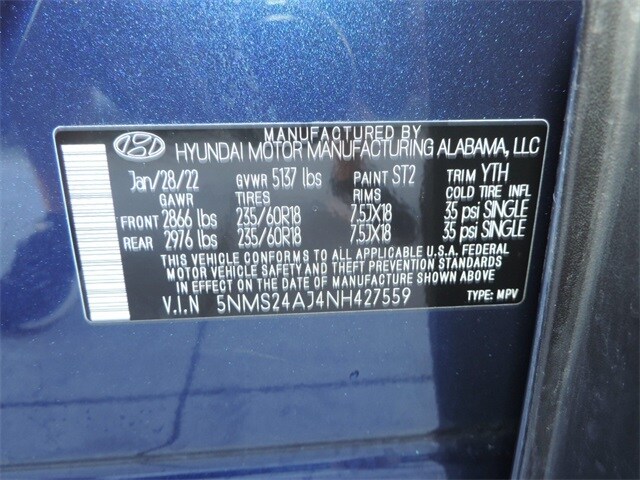 MANUFACTURED BY
HYUNDAI MOTOR MANUFACTURING ALABAMA, LLC
Jan/28/22 GVWR 5137 lbs PAINT ST2 TRIM YTH
GAWR TIRES RIMS COLD TIRE INFL
FRONT 2866 lbs 235/60R18 7.5JX18 35 psi SINGLE
REAR 2976 lbs 235/60R18 7.5JX18 35 psi SINGLE
THIS VEHICLE CONFORMS TO ALL APPLICABLE U.S.A. FEDERAL
MOTOR VEHICLE SAFETY AND THEFT PREVENTION STANDARDS
IN EFFECT ON THE DATE OF MANUFACTURE SHOWN ABOVE.
V.I.N 5NMS24AJ4NH427559 TYPE: MPV